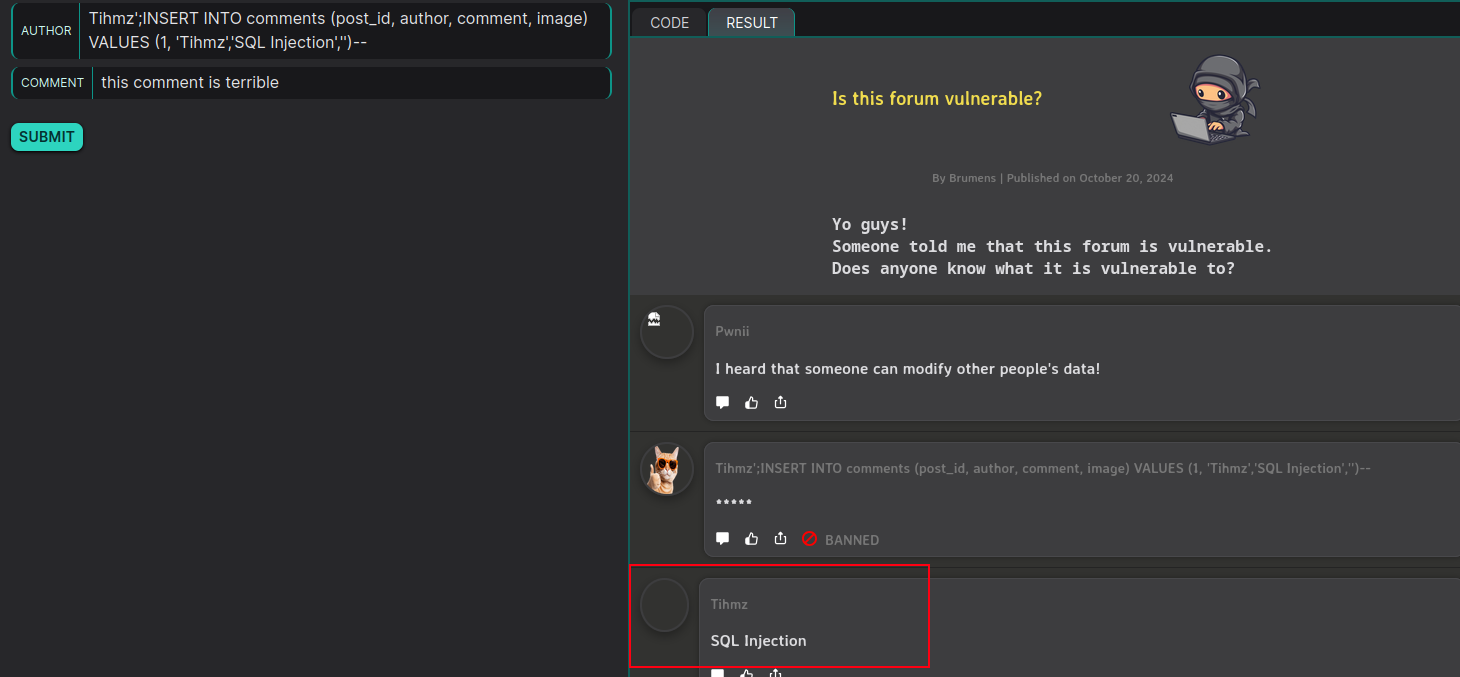 AUTHOR
Tihmz';INSERT INTO comments (post_id, author, comment, image)
VALUES (1, 'Tihmz','SQL Injection','')--
COMMENT
this comment is terrible
SUBMIT
CODE
RESULT
Is this forum vulnerable?
By Brumens | Published on October 20, 2024
Yo guys!
Someone told me that this forum is vulnerable.
Does anyone know what it is vulnerable to?
Pwnii
I heard that someone can modify other people's data!
Tihmz';INSERT INTO comments (post_id, author, comment, image) VALUES (1, 'Tihmz','SQL Injection','')--
*****
BANNED
Tihmz
SQL Injection